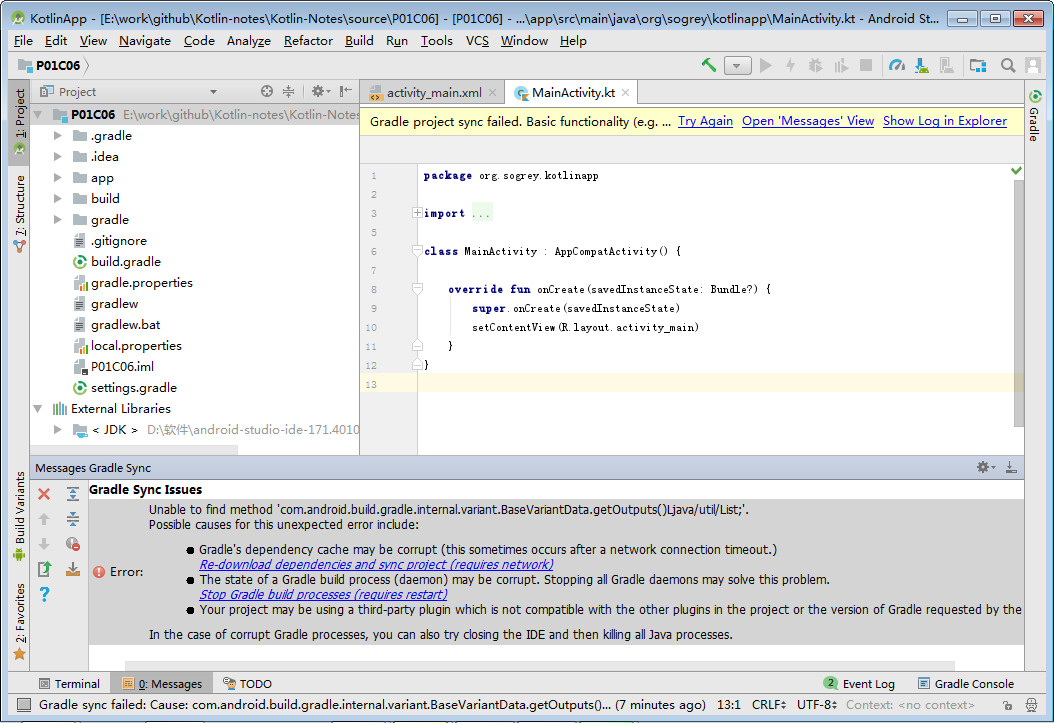 KotlinApp - [E:\work\github\Kotlin-notes\Kotlin-Notes\source\P01C06] - [P01C06] - ...\app\src\main\java\org\sogrey\kotlinapp\MainActivity.kt - Android St...
File Edit View Navigate Code Analyze Refactor Build Run Tools VCS Window Help
P01C06
1: Project
7: Structure
Build Variants
2: Favorites
Project
P01C06 E:\work\github\Kotlin-notes\Kotlin-Notes
.gradle
.idea
app
build
gradle
.gitignore
build.gradle
gradle.properties
gradlew
gradlew.bat
local.properties
P01C06.iml
settings.gradle
External Libraries
< JDK > D:\软件\android-studio-ide-171.4010
activity_main.xml
MainActivity.kt
Gradle project sync failed. Basic functionality (e.g. ... Try Again Open 'Messages' View Show Log in Explorer
Gradle
1 package org.sogrey.kotlinapp
2
3 import ...
5
6 class MainActivity : AppCompatActivity() {
7
8 override fun onCreate(savedInstanceState: Bundle?) {
9 super.onCreate(savedInstanceState)
10 setContentView(R.layout.activity_main)
11 }
12 }
13
Messages Gradle Sync
Gradle Sync Issues
Unable to find method 'com.android.build.gradle.internal.variant.BaseVariantData.getOutputs()Ljava/util/List;'.
Possible causes for this unexpected error include:
Gradle's dependency cache may be corrupt (this sometimes occurs after a network connection timeout.)
Re-download dependencies and sync project (requires network)
Error:
The state of a Gradle build process (daemon) may be corrupt. Stopping all Gradle daemons may solve this problem.
Stop Gradle build processes (requires restart)
Your project may be using a third-party plugin which is not compatible with the other plugins in the project or the version of Gradle requested by the
In the case of corrupt Gradle processes, you can also try closing the IDE and then killing all Java processes.
Terminal
0: Messages
TODO
2 Event Log
Gradle Console
Gradle sync failed: Cause: com.android.build.gradle.internal.variant.BaseVariantData.getOutputs()... (7 minutes ago) 13:1 CRLF UTF-8 Context: <no context>